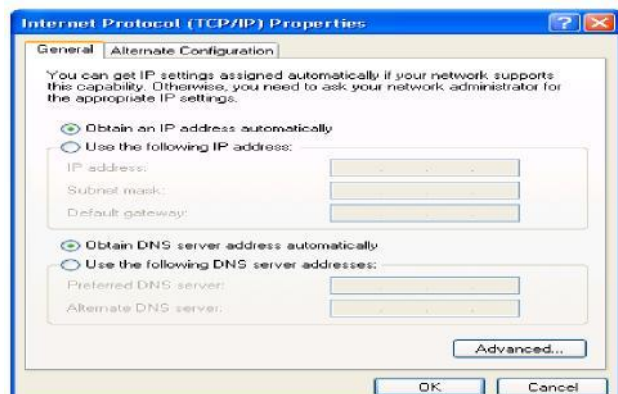 Internet Protocol (TCP/IP) Properties
General Alternate Configuration
You can get IP settings assigned automatically if your network supports
this capability. Otherwise, you need to ask your network administrator for
the appropriate IP settings.
Obtain an IP address automatically
Use the following IP address:
IP address:
Subnet mask:
Default gateway:
Obtain DNS server address automatically
Use the following DNS server addresses:
Preferred DNS server:
Alternate DNS server:
Advanced...
OK Cancel